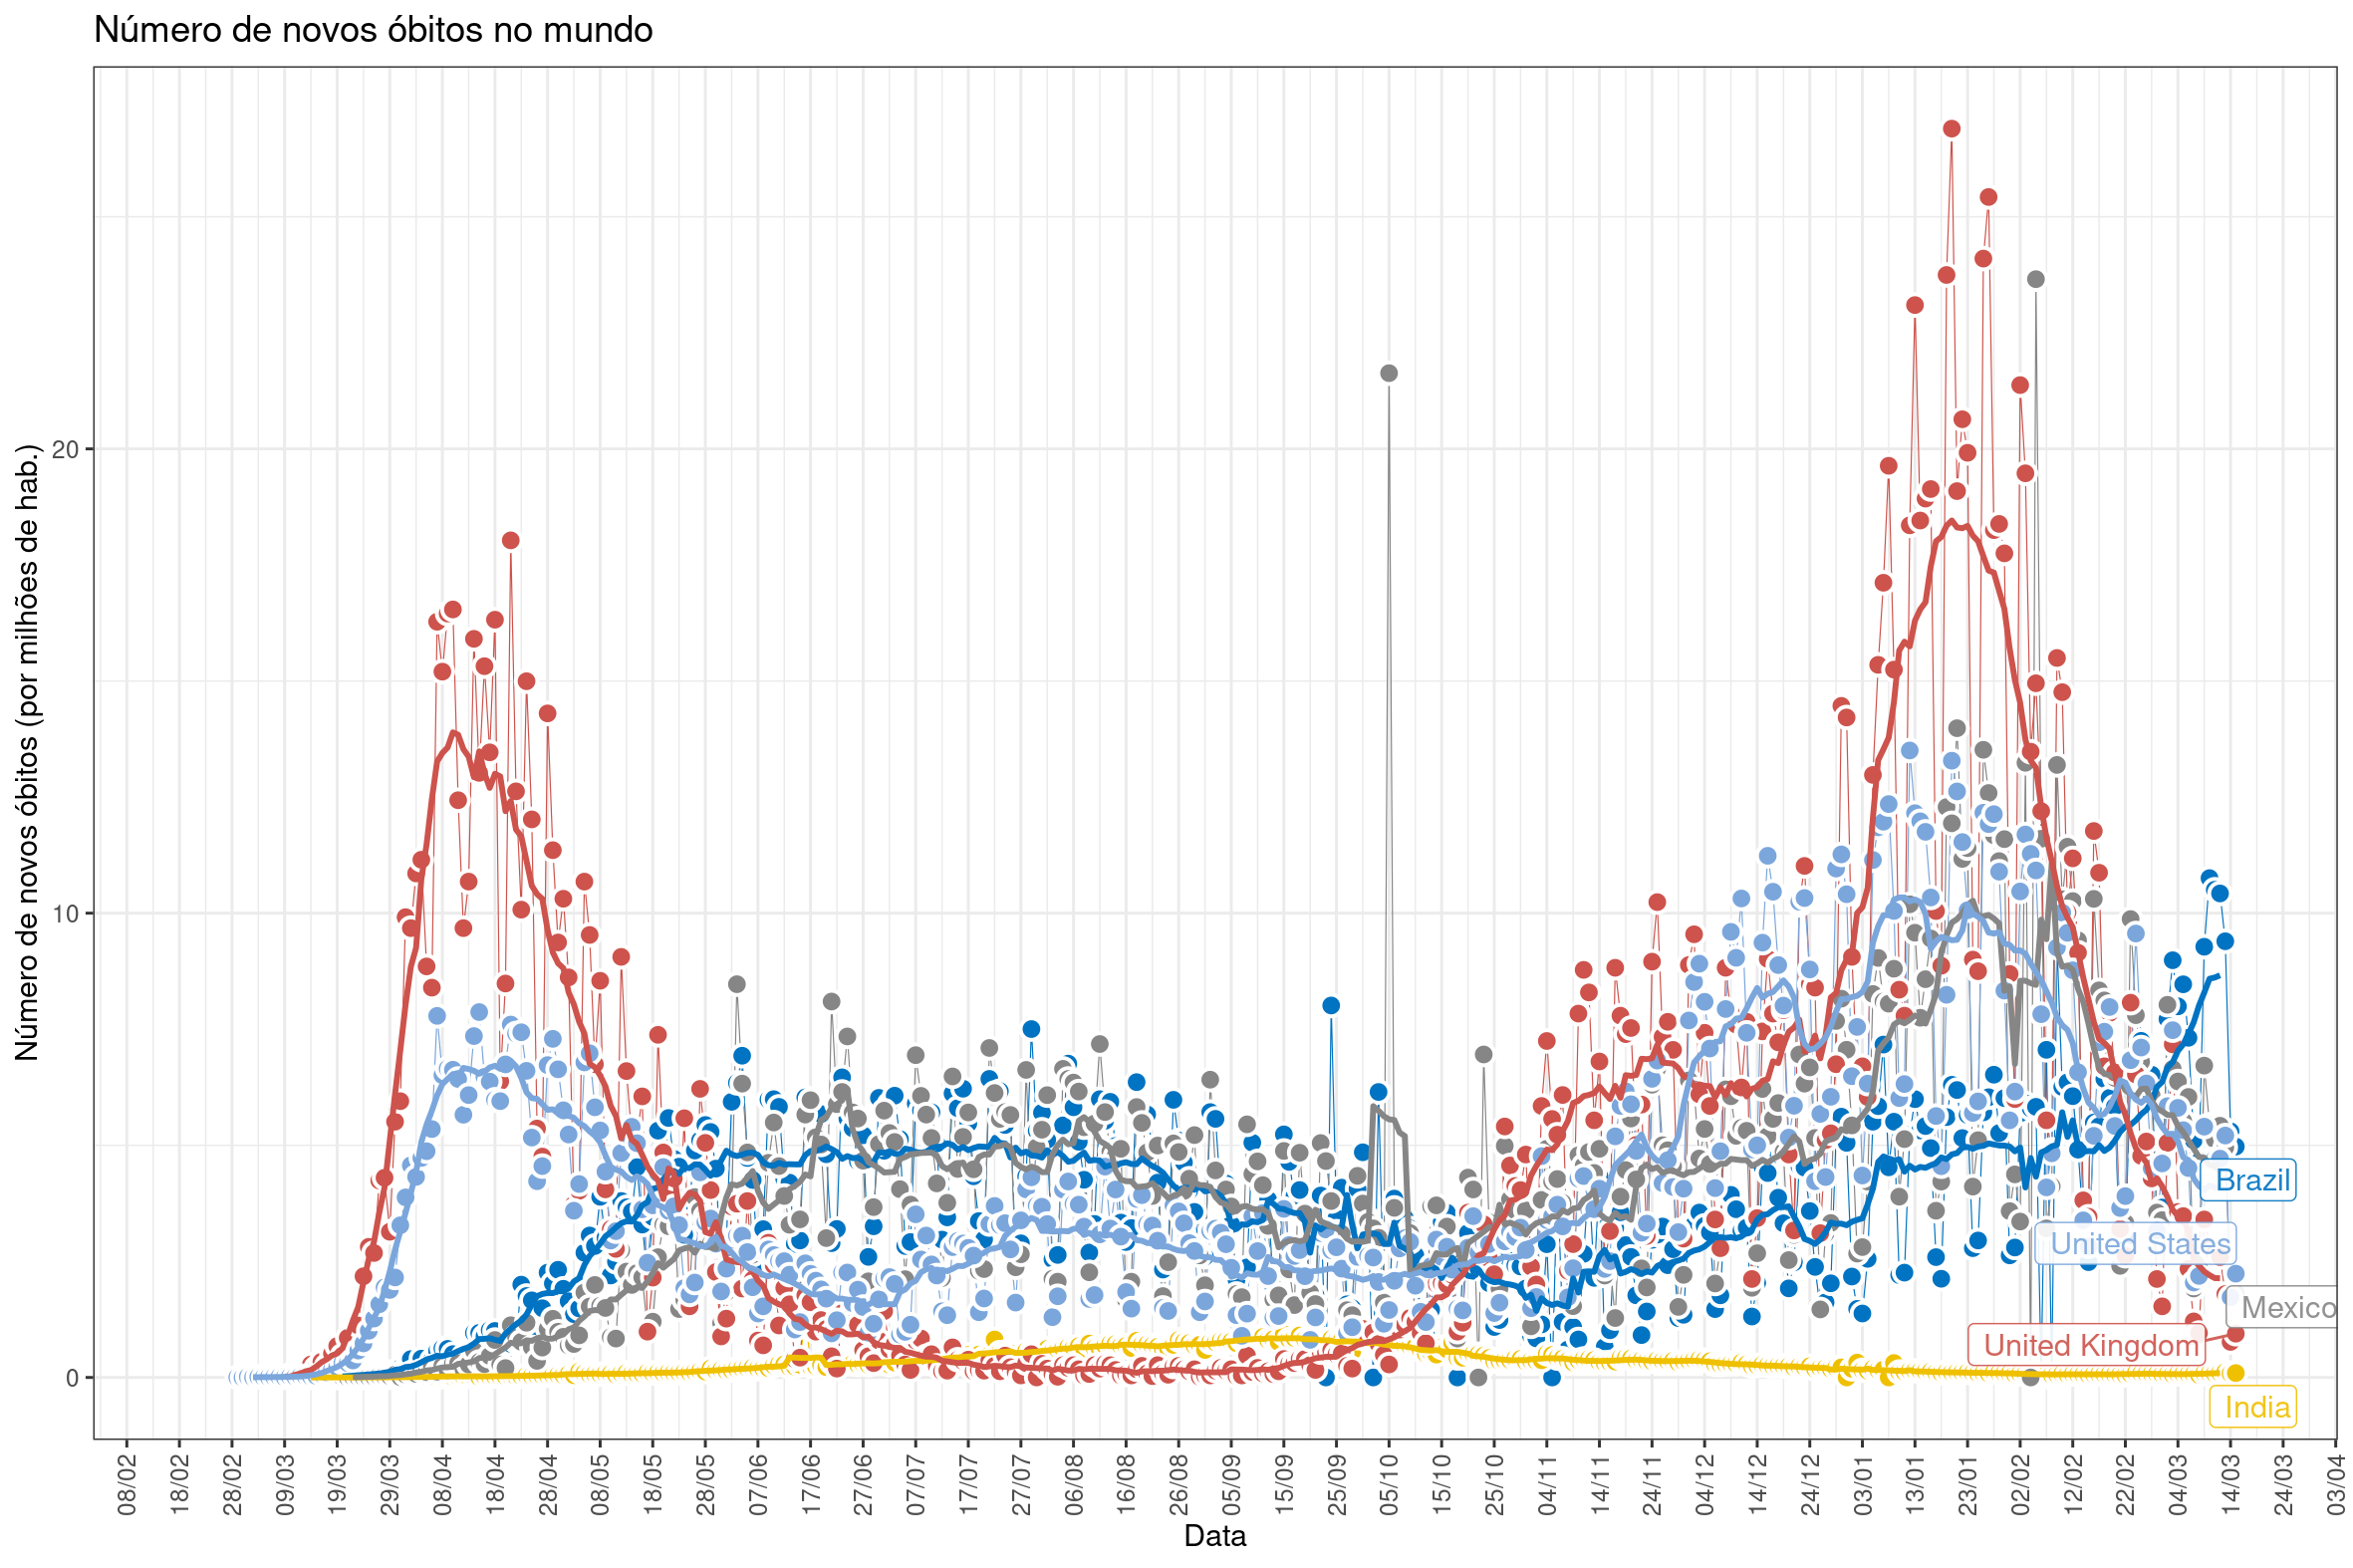 Número de novos óbitos no mundo
Número de novos óbitos (por milhões de hab.)
20
10
0
Brazil
United States
Mexico
United Kingdom
India
08/02 18/02 28/02 09/03 19/03 29/03 08/04 18/04 28/04 08/05 18/05 28/05 07/06 17/06 27/06 07/07 17/07 27/07 06/08 16/08 26/08 05/09 15/09 25/09 05/10 15/10 25/10 04/11 14/11 24/11 04/12 14/12 24/12 03/01 13/01 23/01 02/02 12/02 22/02 04/03 14/03 24/03 03/04
Data